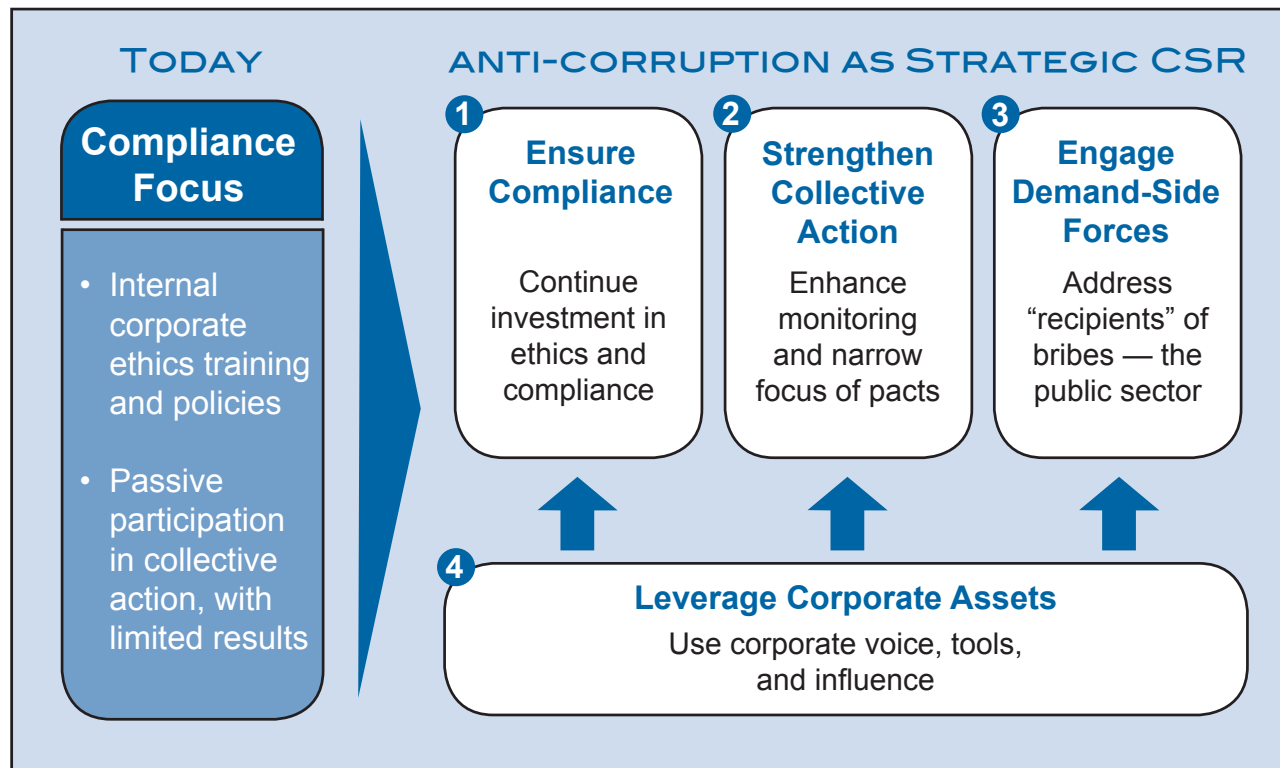 TODAY
Compliance
Focus
• Internal
corporate
ethics training
and policies
• Passive
participation
in collective
action, with
limited results
ANTI-CORRUPTION AS STRATEGIC CSR
1
Ensure
Compliance
Continue
investment in
ethics and
compliance
2
Strengthen
Collective
Action
Enhance
monitoring
and narrow
focus of pacts
3
Engage
Demand-Side
Forces
Address
“recipients” of
bribes — the
public sector
4
Leverage Corporate Assets
Use corporate voice, tools,
and influence